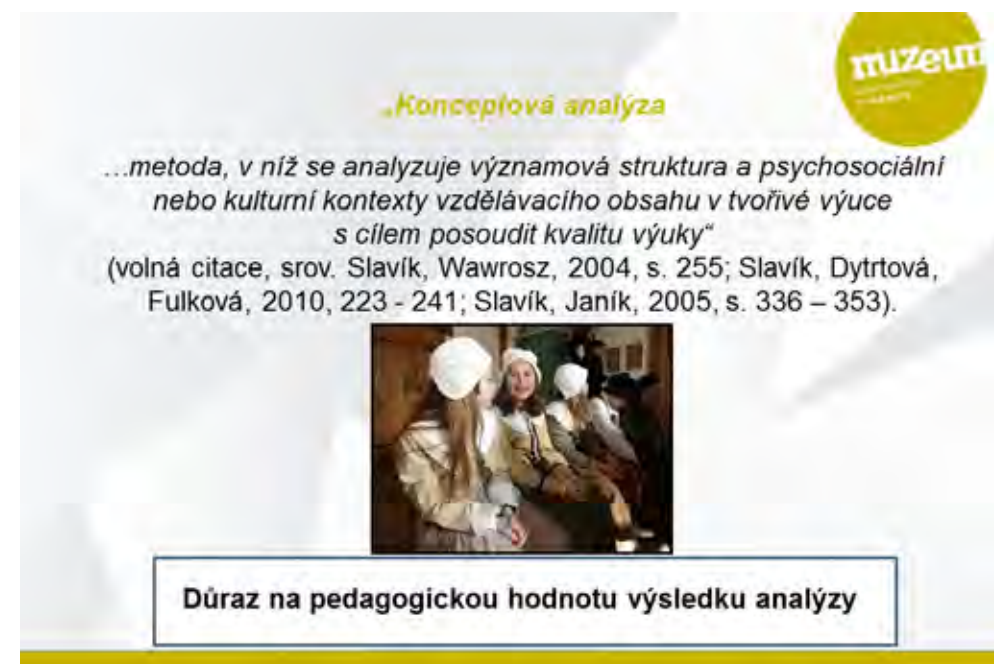 muzeum
„Konceptová analýza
…metoda, v níž se analyzuje významová struktura a psychosociální
nebo kulturní kontexty vzdělávacího obsahu v tvořivé výuce
s cílem posoudit kvalitu výuky“
(volná citace, srov. Slavík, Wawrosz, 2004, s. 255; Slavík, Dytrtová,
Fulková, 2010, 223 - 241; Slavík, Janík, 2005, s. 336 – 353).
Důraz na pedagogickou hodnotu výsledku analýzy